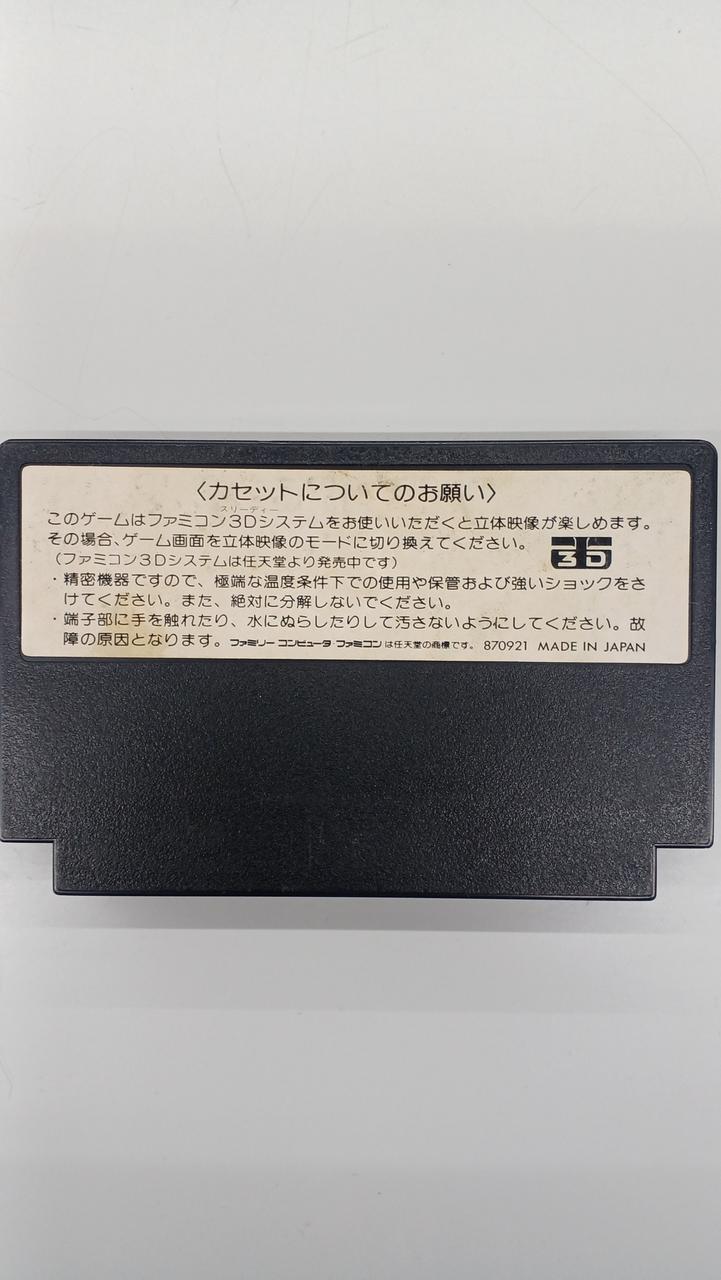 〈カセットについてのお願い〉
スリーディー
このゲームはファミコン3Dシステムをお使いいただくと立体映像が楽しめます。
その場合、ゲーム画面を立体映像のモードに切り換えてください。
3D
(ファミコン3Dシステムは任天堂より発売中です)
・精密機器ですので、極端な温度条件下での使用や保管および強いショックをさ
けてください。また、絶対に分解しないでください。
・端子部に手を触れたり、水にぬらしたりして汚さないようにしてください。故
障の原因となります。ファミリーコンピュータ・ファミコンは任天堂の商標です。 870921 MADE IN JAPAN